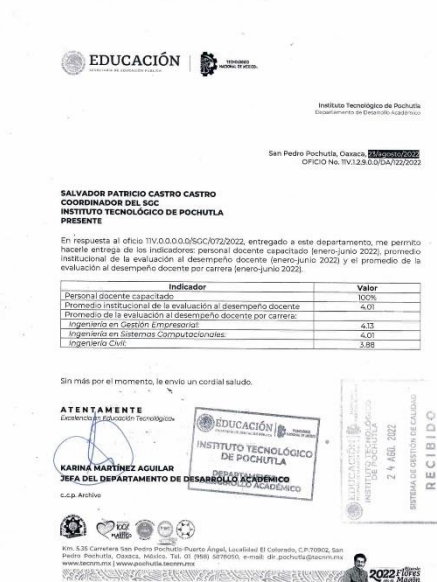 EDUCACIÓN
SECRETARÍA DE EDUCACIÓN PÚBLICA
TECNOLÓGICO
NACIONAL DE MÉXICO
Instituto Tecnológico de Pochutla
Departamento de Desarrollo Académico
San Pedro Pochutla, Oaxaca, 23/agosto/2022
OFICIO No. 11V.1.2.9.0.0/DA/122/2022
SALVADOR PATRICIO CASTRO CASTRO
COORDINADOR DEL SGC
INSTITUTO TECNOLÓGICO DE POCHUTLA
PRESENTE
En respuesta al oficio 11V.0.0.0.0.0/SGC/072/2022, entregado a este departamento, me permito
hacerle entrega de los indicadores: personal docente capacitado (enero-junio 2022), promedio
institucional de la evaluación al desempeño docente (enero-junio 2022) y el promedio de la
evaluación al desempeño docente por carrera (enero-junio 2022).
Indicador Valor
Personal docente capacitado 100%
Promedio institucional de la evaluación al desempeño docente 4.01
Promedio de la evaluación al desempeño docente por carrera:
Ingeniería en Gestión Empresarial: 4.13
Ingeniería en Sistemas Computacionales: 4.01
Ingeniería Civil: 3.88
Sin más por el momento, le envío un cordial saludo.
ATENTAMENTE
Excelencia en Educación Tecnológica
KARINA MARTÍNEZ AGUILAR
JEFA DEL DEPARTAMENTO DE DESARROLLO ACADÉMICO
c.c.p. Archivo
EDUCACIÓN
INSTITUTO TECNOLÓGICO
DE POCHUTLA
DEPARTAMENTO
DESARROLLO ACADÉMICO
EDUCACIÓN
INSTITUTO TECNOLÓGICO
DE POCHUTLA
24 AGO. 2022
SISTEMA DE GESTIÓN DE CALIDAD
RECIBIDO
Km. 5.35 Carretera San Pedro Pochutla-Puerto Ángel, Localidad El Colorado, C.P.70902, San
Pedro Pochutla, Oaxaca, México. Tel. 01 (958) 5878050, e-mail: dir_pochutla@tecnm.mx
www.tecnm.mx | www.pochutla.tecnm.mx
2022 Flores
Magón